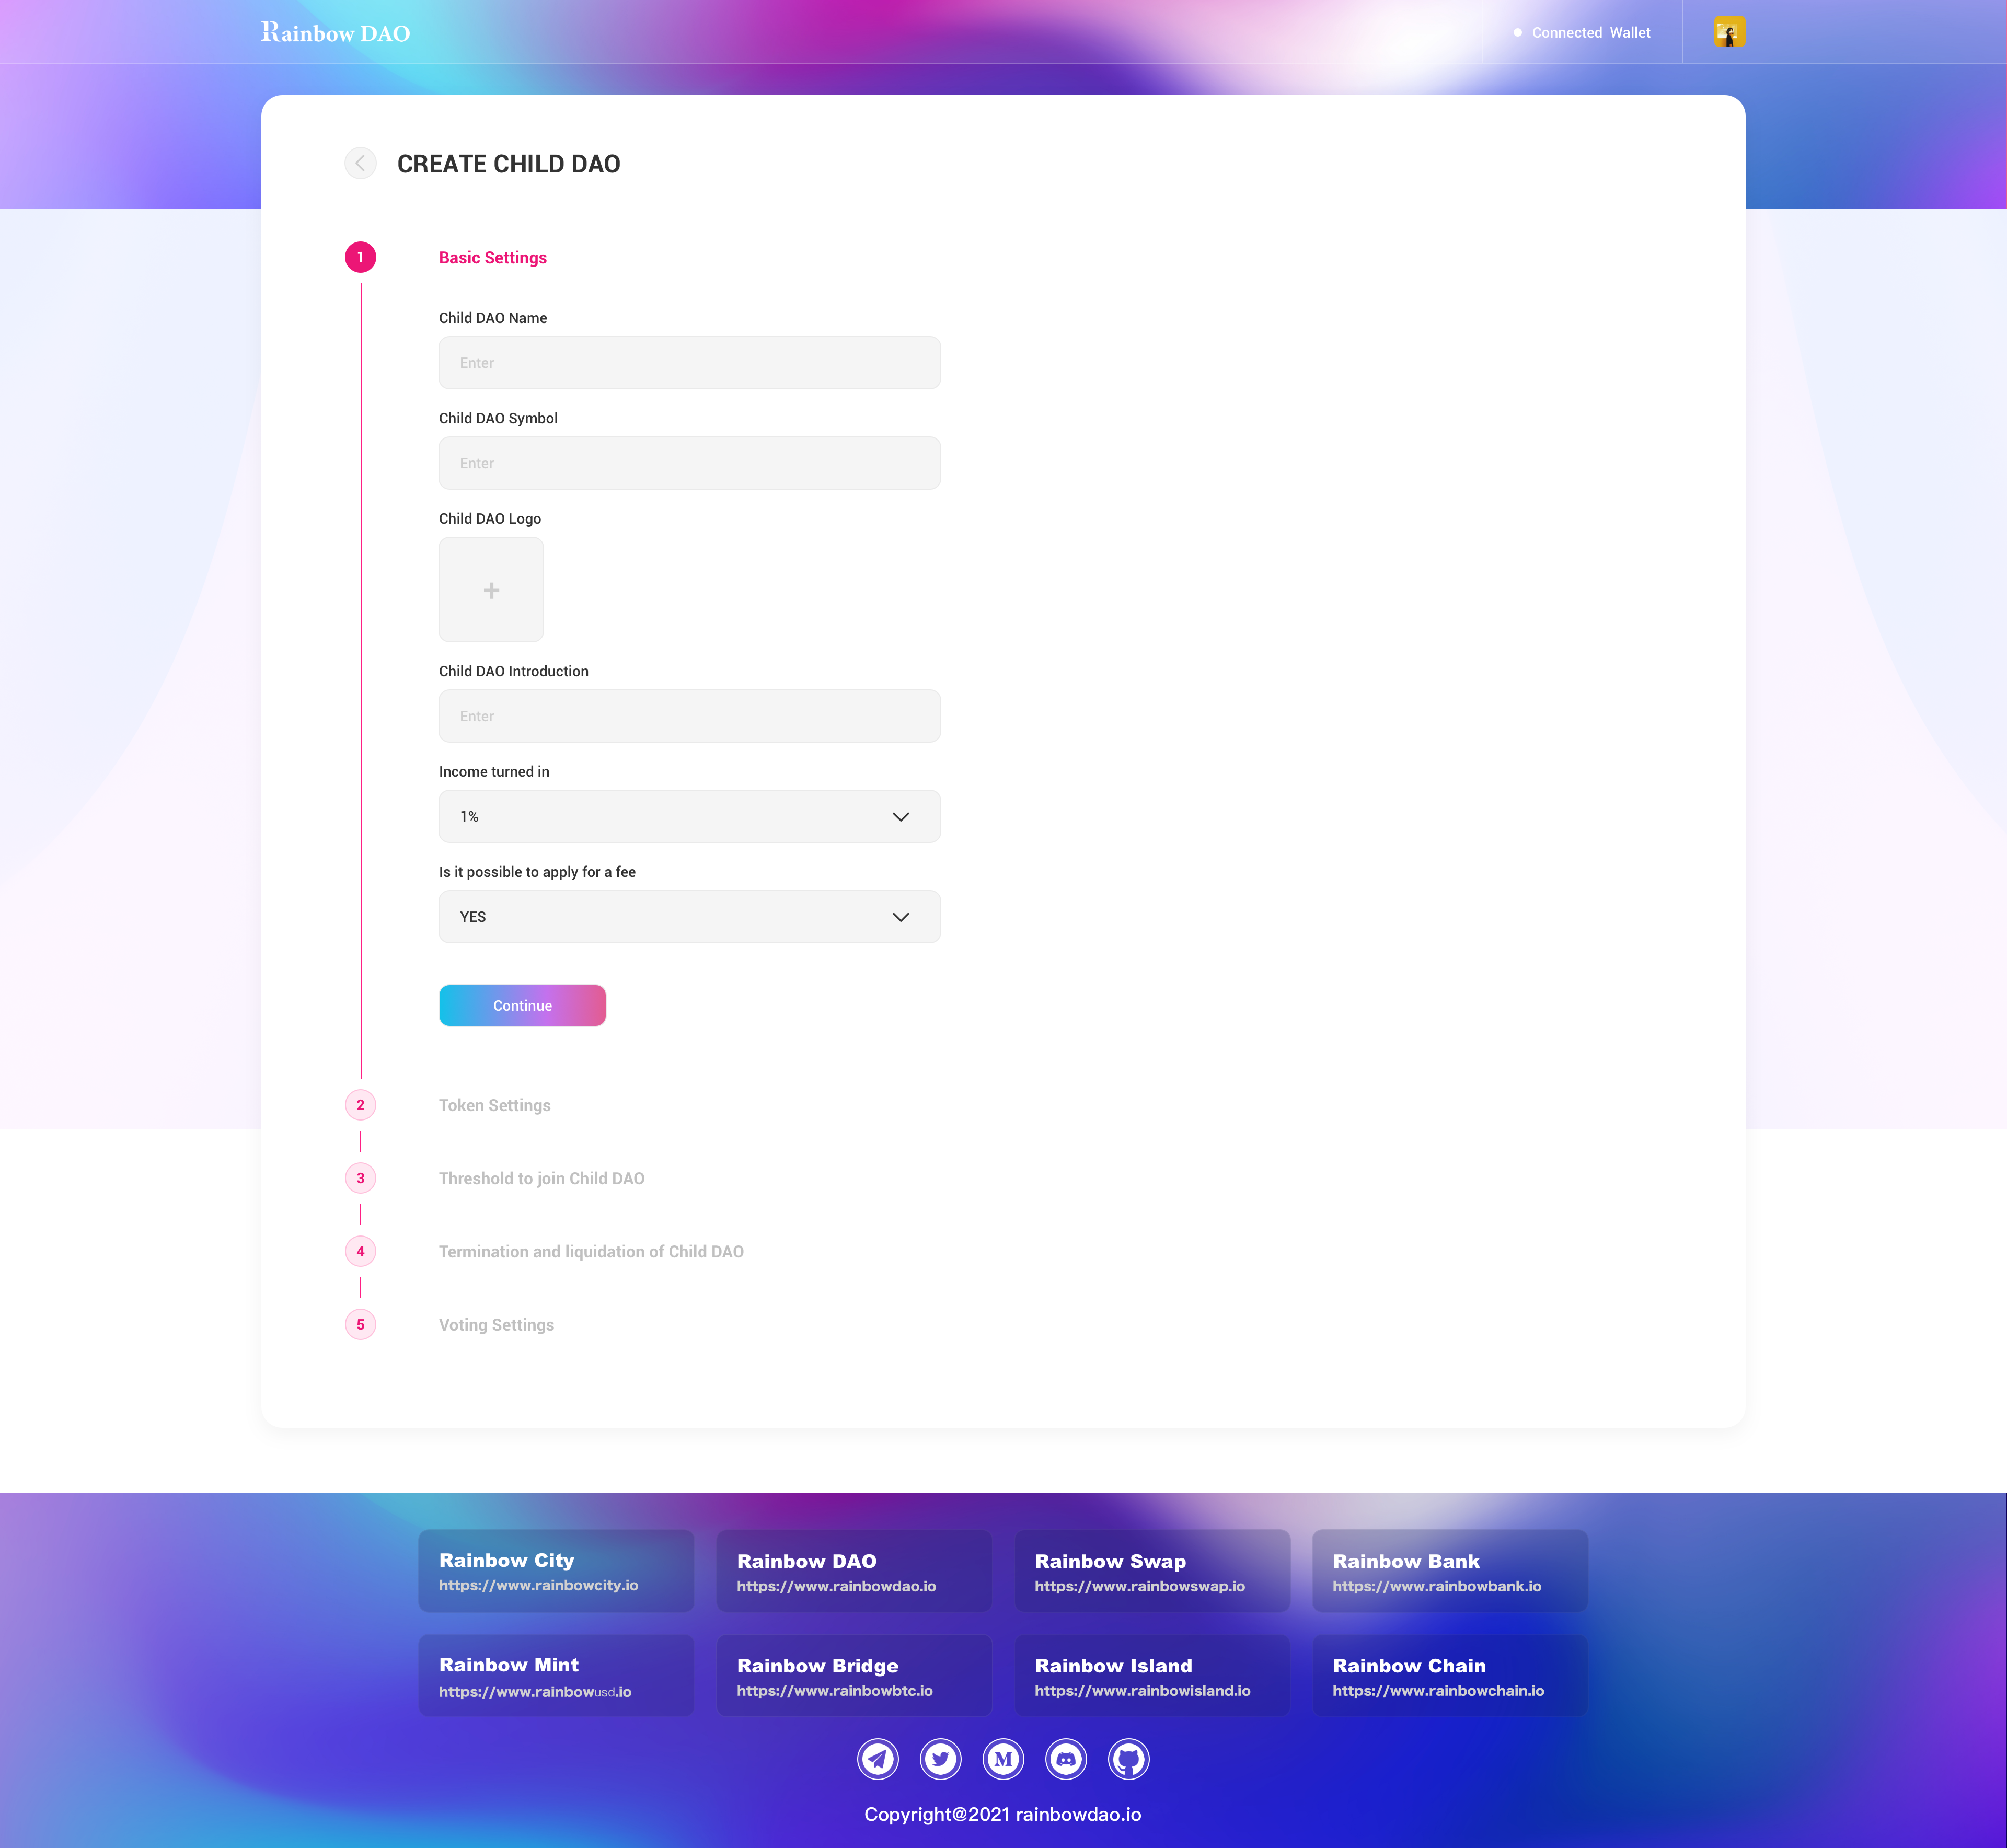 Rainbow DAO
Connected Wallet
CREATE CHILD DAO
1
Basic Settings
Child DAO Name
Enter
Child DAO Symbol
Enter
Child DAO Logo
+
Child DAO Introduction
Enter
Income turned in
1%
Is it possible to apply for a fee
YES
Continue
2
Token Settings
3
Threshold to join Child DAO
4
Termination and liquidation of Child DAO
5
Voting Settings
Rainbow City
https://www.rainbowcity.io
Rainbow DAO
https://www.rainbowdao.io
Rainbow Swap
https://www.rainbowswap.io
Rainbow Bank
https://www.rainbowbank.io
Rainbow Mint
https://www.rainbowusd.io
Rainbow Bridge
https://www.rainbowbtc.io
Rainbow Island
https://www.rainbowisland.io
Rainbow Chain
https://www.rainbowchain.io
M
Copyright@2021 rainbowdao.io